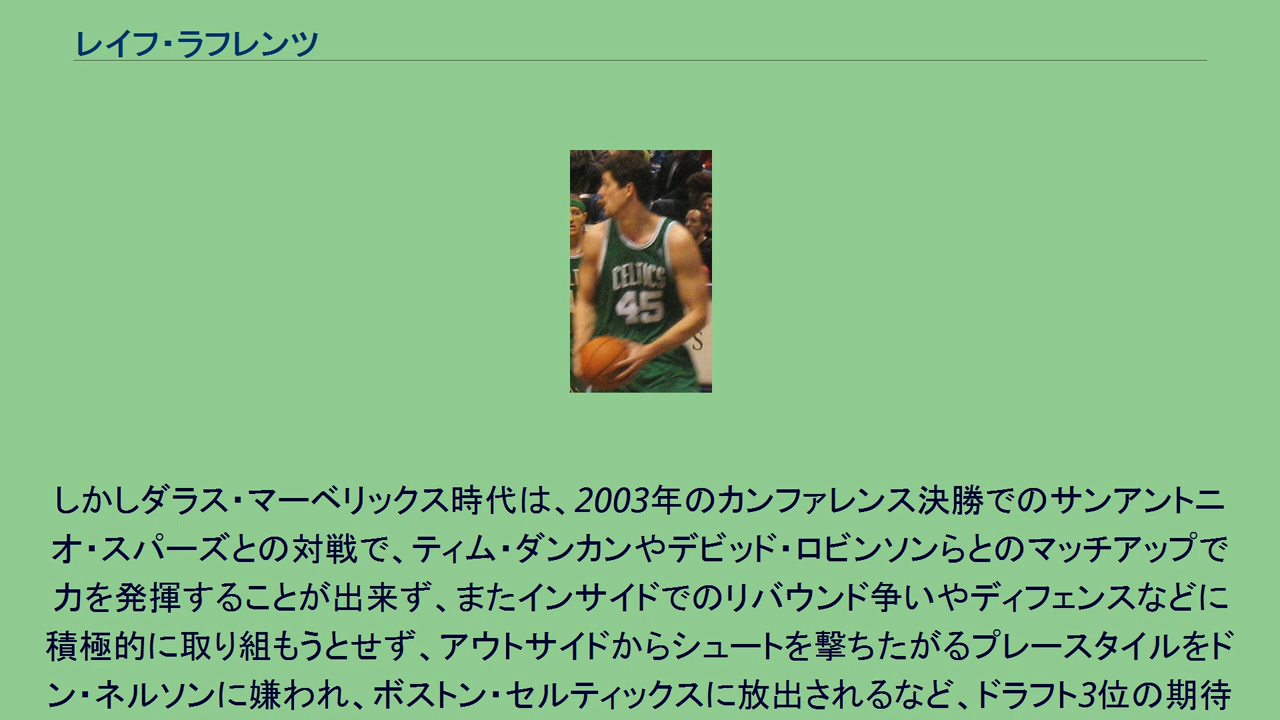 レイフ・ラフレンツ
CELTICS
45
S
しかしダラス・マーベリックス時代は、2003年のカンファレンス決勝でのサンアントニ
オ・スパーズとの対戦で、ティム・ダンカンやデビッド・ロビンソンらとのマッチアップで
力を発揮することが出来ず、またインサイドでのリバウンド争いやディフェンスなどに
積極的に取り組もうとせず、アウトサイドからシュートを撃ちたがるプレースタイルをド
ン・ネルソンに嫌われ、ボストン・セルティックスに放出されるなど、ドラフト3位の期待